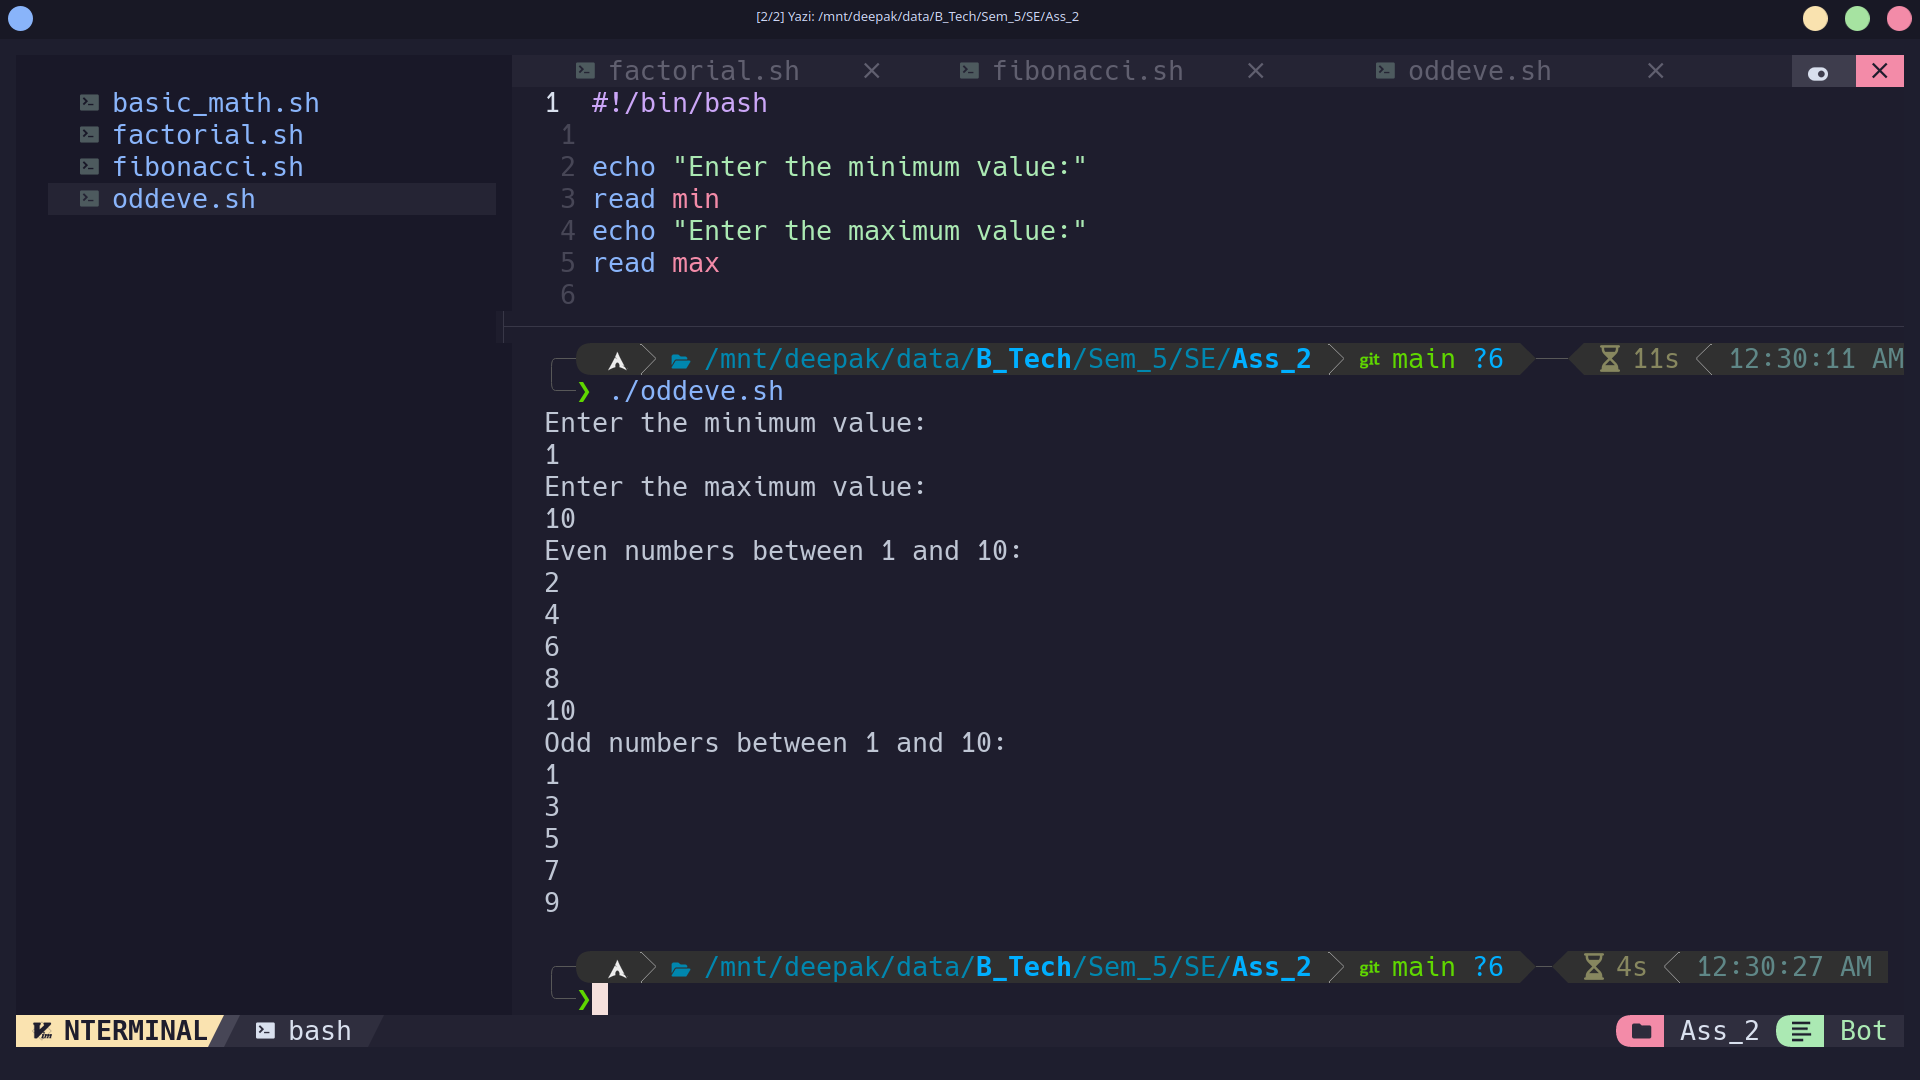 [2/2] Yazi: /mnt/deepak/data/B_Tech/Sem_5/SE/Ass_2
basic_math.sh
factorial.sh
fibonacci.sh
oddeve.sh
factorial.sh fibonacci.sh oddeve.sh
1 #!/bin/bash
1
2 echo "Enter the minimum value:"
3 read min
4 echo "Enter the maximum value:"
5 read max
6
/mnt/deepak/data/B_Tech/Sem_5/SE/Ass_2 git main ?6 11s 12:30:11 AM
❯ ./oddeve.sh
Enter the minimum value:
1
Enter the maximum value:
10
Even numbers between 1 and 10:
2
4
6
8
10
Odd numbers between 1 and 10:
1
3
5
7
9
/mnt/deepak/data/B_Tech/Sem_5/SE/Ass_2 git main ?6 4s 12:30:27 AM
❯
NTERMINAL bash Ass_2 Bot